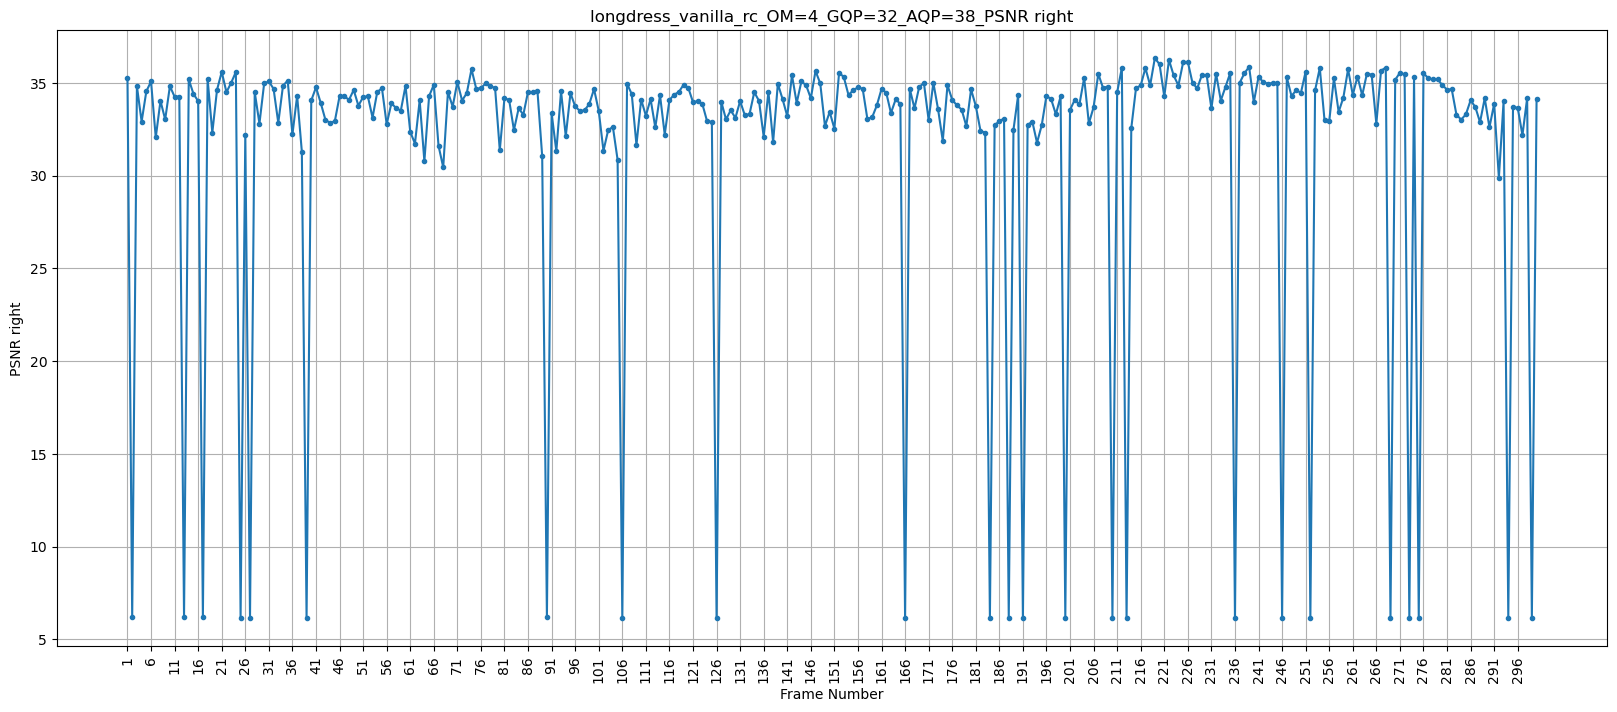 longdress_vanilla_rc_OM=4_GQP=32_AQP=38_PSNR right
35
30
25
20
15
10
5
PSNR right
1 6 11 16 21 26 31 36 41 46 51 56 61 66 71 76 81 86 91 96 101 106 111 116 121 126 131 136 141 146 151 156 161 166 171 176 181 186 191 196 201 206 211 216 221 226 231 236 241 246 251 256 261 266 271 276 281 286 291 296
Frame Number